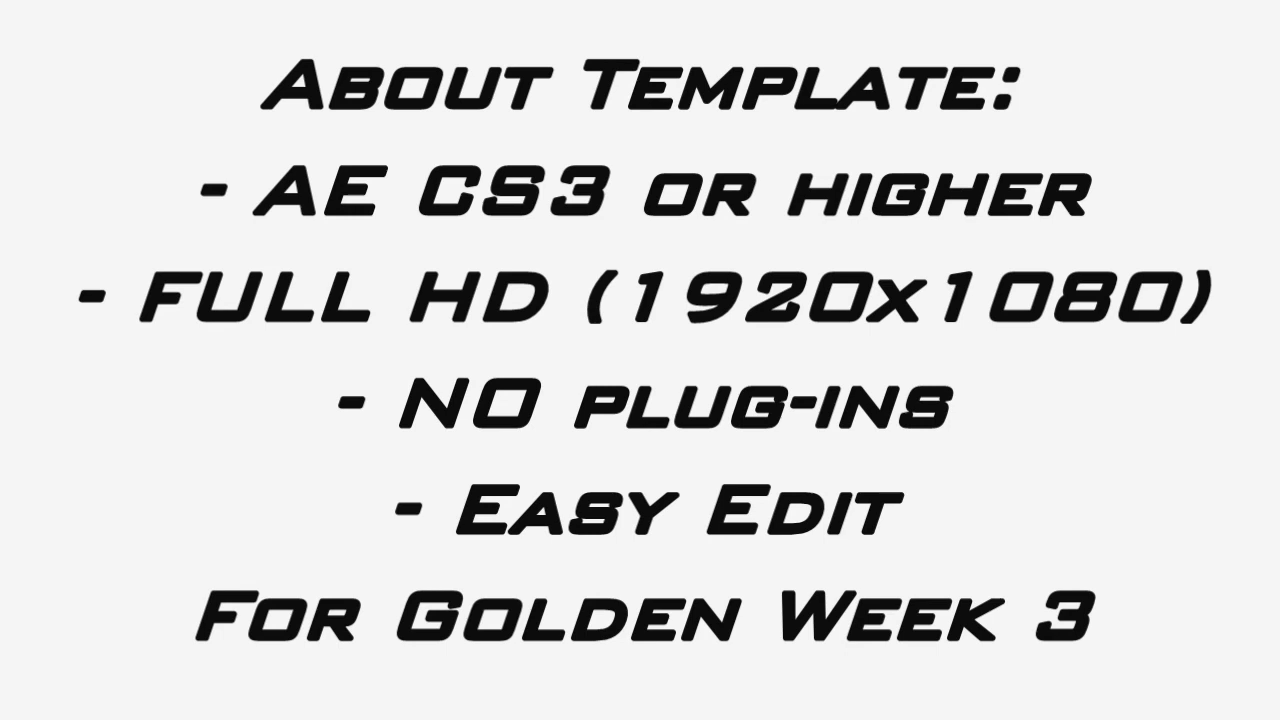 About Template:
- AE CS3 or higher
- FULL HD (1920x1080)
- NO plug-ins
- Easy Edit
For Golden Week 3